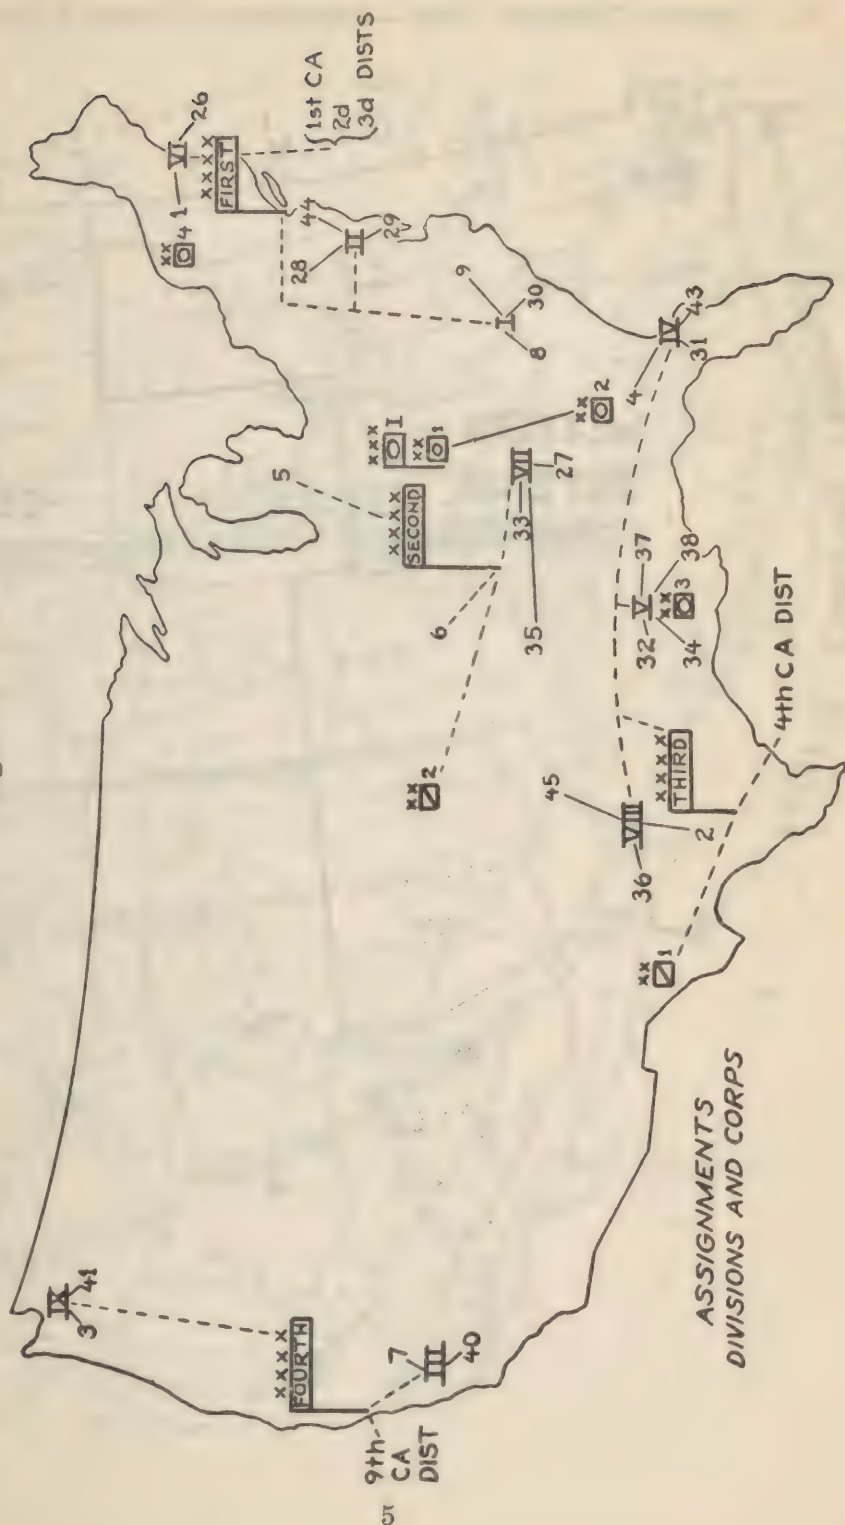 26
VI
1
xx
4
xxxx
FIRST
1st CA
2d
3d DISTS
44
28
II
29
9
I
30
8
5
xxx
I
xx
1
xx
2
xxxx
SECOND
VII
33
27
35
6
xx
2
4
IV
43
31
37
V
32
38
34
xx
3
45
VIII
36
2
xxxx
THIRD
4th CA DIST
xx
1
IX
41
3
xxxx
FOURTH
7
III
40
9th
CA
DIST
ASSIGNMENTS
DIVISIONS AND CORPS
5